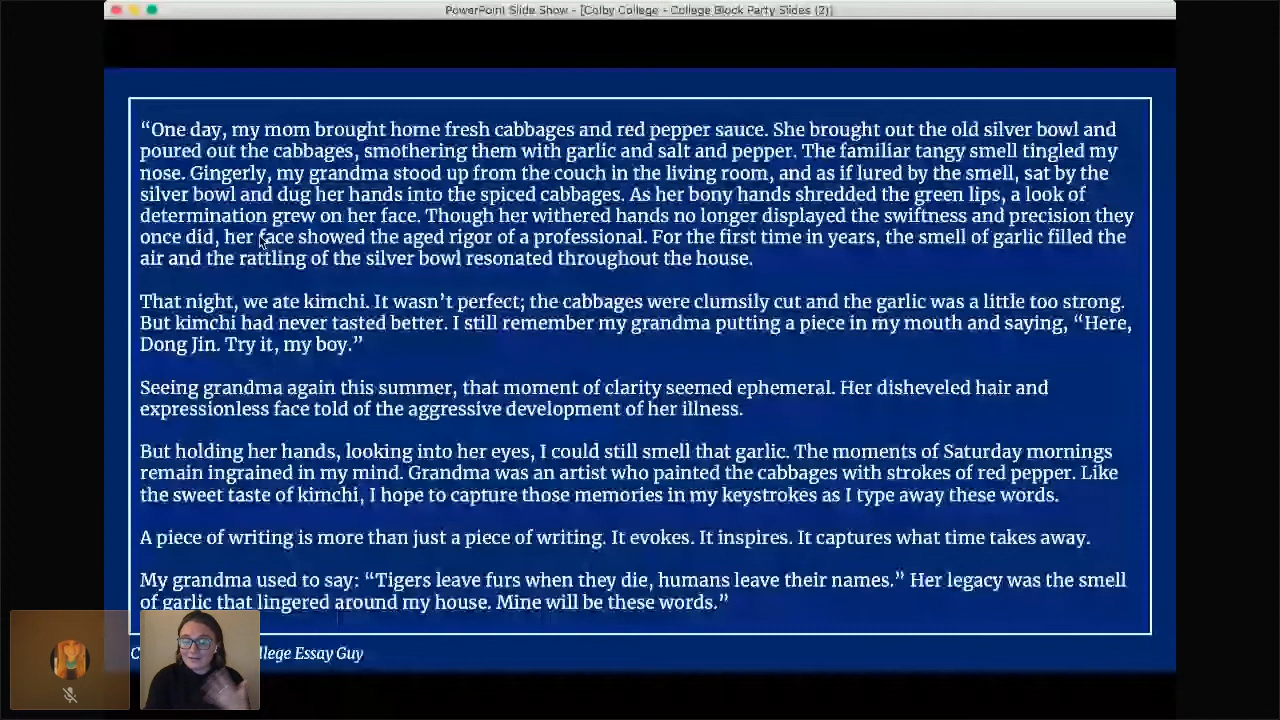 PowerPoint Slide Show - [Colby College - College Block Party Slides (2)]
“One day, my mom brought home fresh cabbages and red pepper sauce. She brought out the old silver bowl and
poured out the cabbages, smothering them with garlic and salt and pepper. The familiar tangy smell tingled my
nose. Gingerly, my grandma stood up from the couch in the living room, and as if lured by the smell, sat by the
silver bowl and dug her hands into the spiced cabbages. As her bony hands shredded the green lips, a look of
determination grew on her face. Though her withered hands no longer displayed the swiftness and precision they
once did, her face showed the aged rigor of a professional. For the first time in years, the smell of garlic filled the
air and the rattling of the silver bowl resonated throughout the house.
That night, we ate kimchi. It wasn’t perfect; the cabbages were clumsily cut and the garlic was a little too strong.
But kimchi had never tasted better. I still remember my grandma putting a piece in my mouth and saying, “Here,
Dong Jin. Try it, my boy.”
Seeing grandma again this summer, that moment of clarity seemed ephemeral. Her disheveled hair and
expressionless face told of the aggressive development of her illness.
But holding her hands, looking into her eyes, I could still smell that garlic. The moments of Saturday mornings
remain ingrained in my mind. Grandma was an artist who painted the cabbages with strokes of red pepper. Like
the sweet taste of kimchi, I hope to capture those memories in my keystrokes as I type away these words.
A piece of writing is more than just a piece of writing. It evokes. It inspires. It captures what time takes away.
My grandma used to say: “Tigers leave furs when they die, humans leave their names.” Her legacy was the smell
of garlic that lingered around my house. Mine will be these words.”
Essay Guy